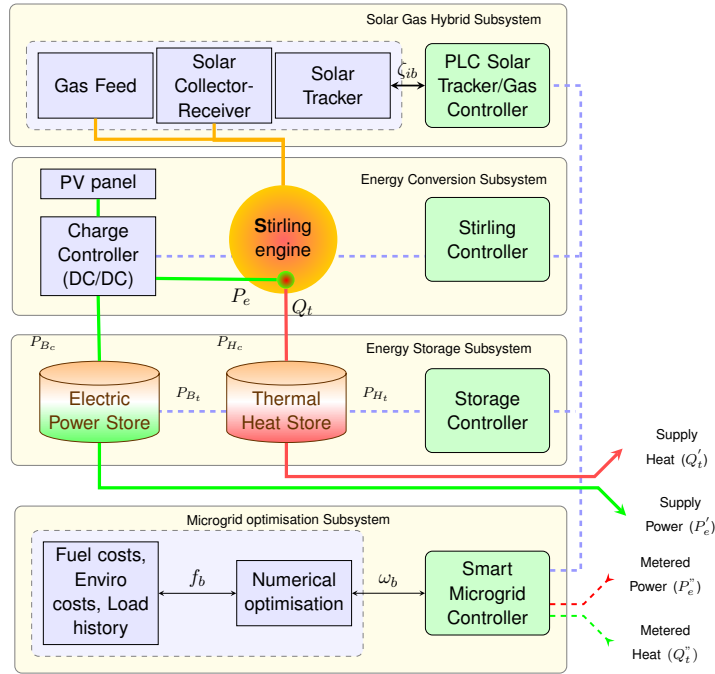 Solar Gas Hybrid Subsystem
Gas Feed
Solar
Collector-
Receiver
Solar
Tracker
ζib
PLC Solar
Tracker/Gas
Controller
Energy Conversion Subsystem
PV panel
Charge
Controller
(DC/DC)
Stirling
engine
Stirling
Controller
Pe
Qt
Energy Storage Subsystem
PBc
PHc
Electric
Power Store
PBt
Thermal
Heat Store
PHt
Storage
Controller
Supply
Heat (Q't)
Supply
Power (P'e)
Microgrid optimisation Subsystem
Fuel costs,
Enviro
costs, Load
history
fb
Numerical
optimisation
ωb
Smart
Microgrid
Controller
Metered
Power (P"e)
Metered
Heat (Q"t)